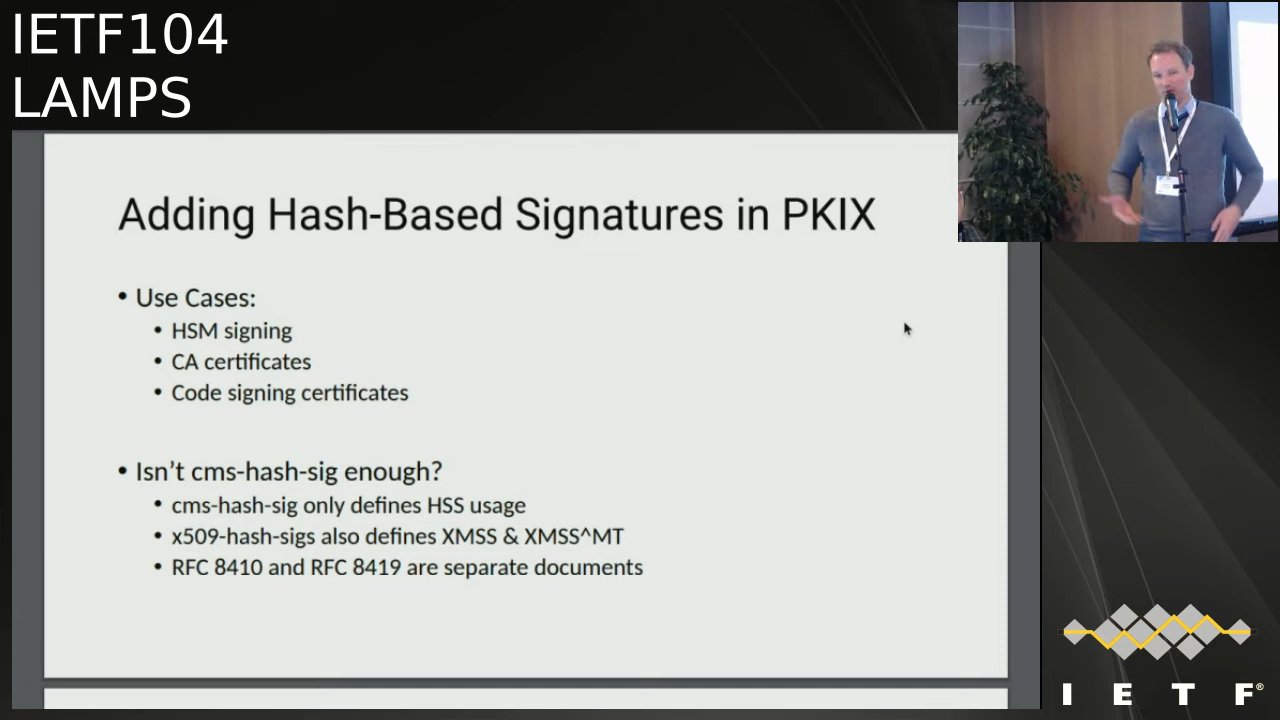 IETF104
LAMPS
Adding Hash-Based Signatures in PKIX
• Use Cases:
• HSM signing
• CA certificates
• Code signing certificates
• Isn’t cms-hash-sig enough?
• cms-hash-sig only defines HSS usage
• x509-hash-sigs also defines XMSS & XMSS^MT
• RFC 8410 and RFC 8419 are separate documents
I E T F®